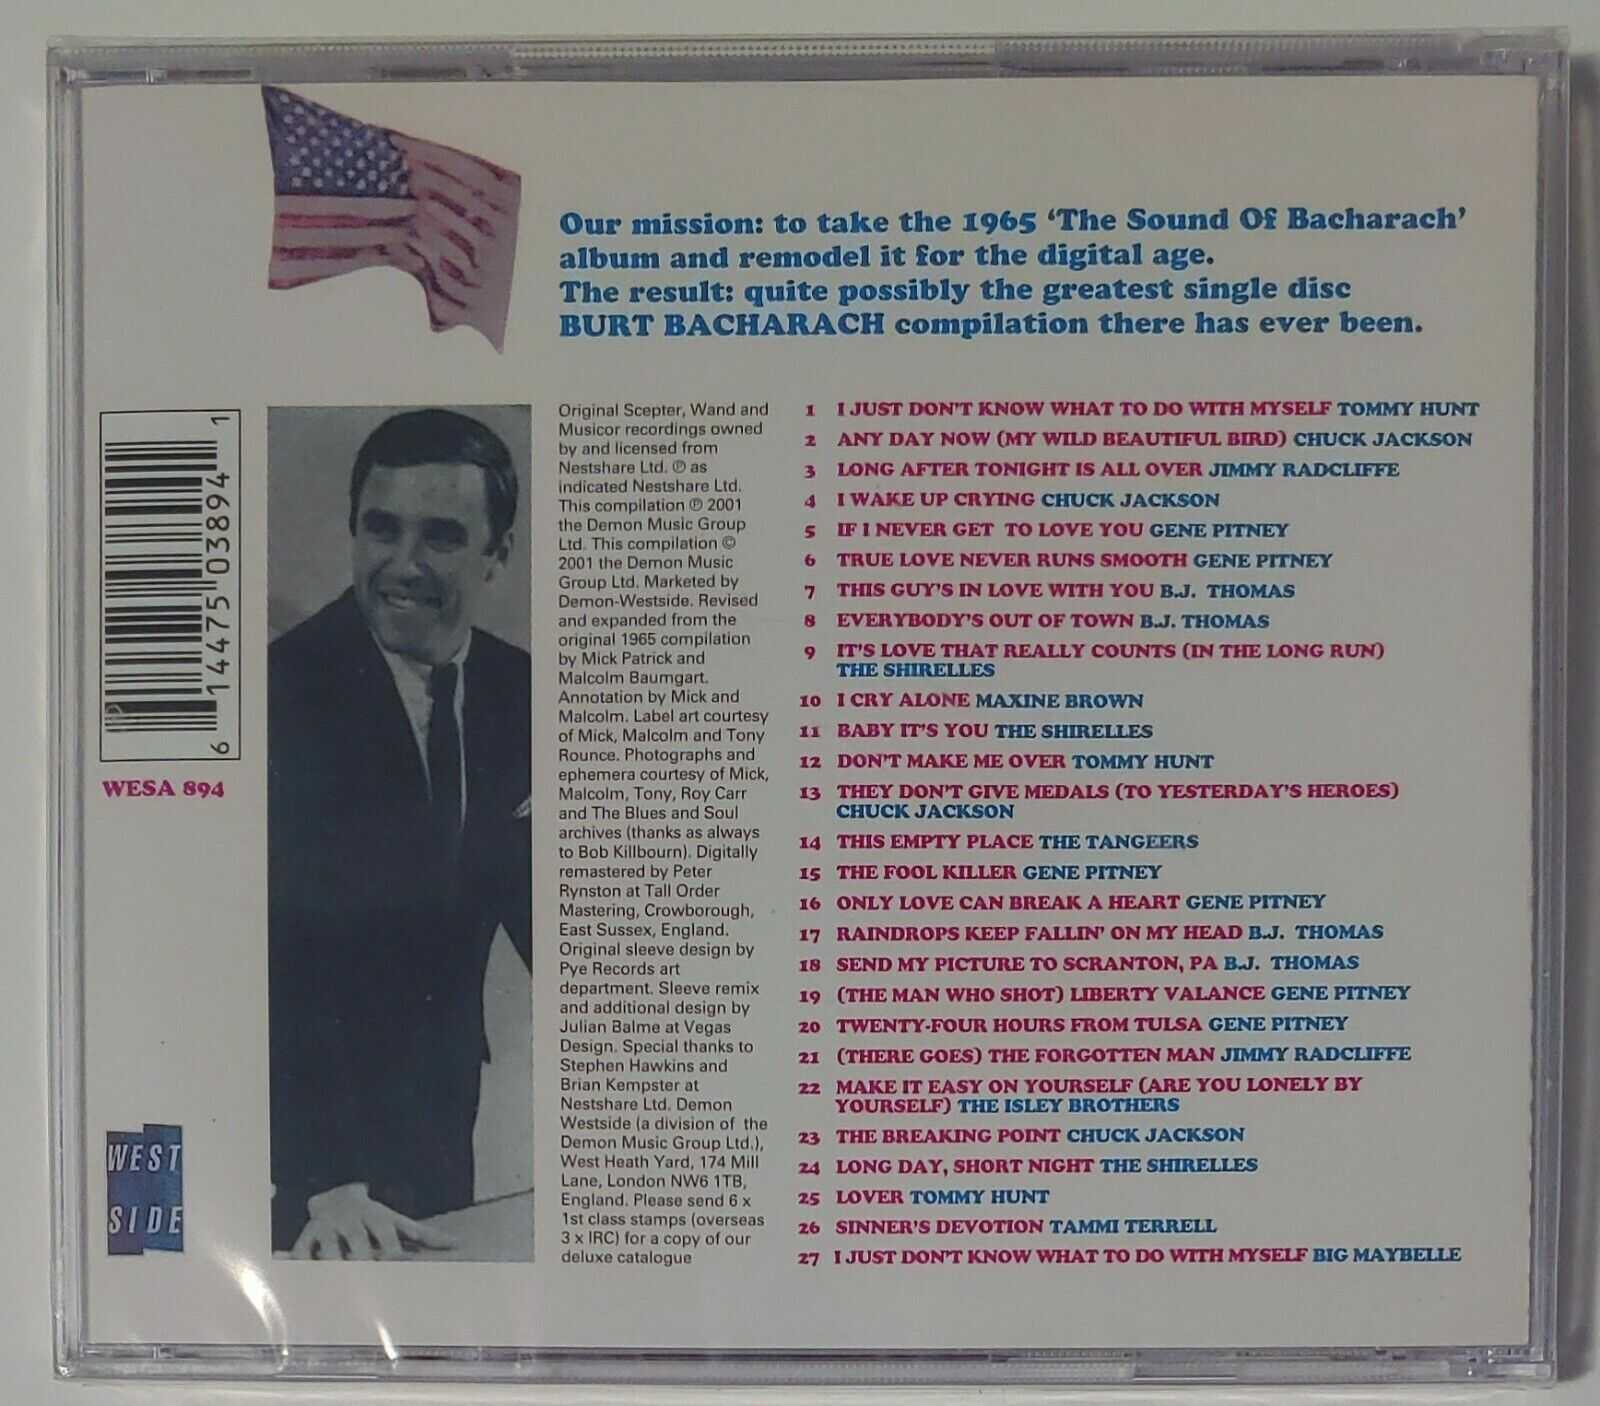 Our mission: to take the 1965 ‘The Sound Of Bacharach’
album and remodel it for the digital age.
The result: quite possibly the greatest single disc
BURT BACHARACH compilation there has ever been.
6 14475 03894 1
WESA 894
WEST
SIDE
Original Scepter, Wand and
Musicor recordings owned
by and licensed from
Nestshare Ltd. ℗ as
indicated Nestshare Ltd.
This compilation ℗ 2001
the Demon Music Group
Ltd. This compilation ©
2001 the Demon Music
Group Ltd. Marketed by
Demon-Westside. Revised
and expanded from the
original 1965 compilation
by Mick Patrick and
Malcolm Baumgart.
Annotation by Mick and
Malcolm. Label art courtesy
of Mick, Malcolm and Tony
Rounce. Photographs and
ephemera courtesy of Mick,
Malcolm, Tony, Roy Carr
and The Blues and Soul
archives (thanks as always
to Bob Killbourn). Digitally
remastered by Peter
Rynston at Tall Order
Mastering, Crowborough,
East Sussex, England.
Original sleeve design by
Pye Records art
department. Sleeve remix
and additional design by
Julian Balme at Vegas
Design. Special thanks to
Stephen Hawkins and
Brian Kempster at
Nestshare Ltd. Demon
Westside (a division of the
Demon Music Group Ltd.),
West Heath Yard, 174 Mill
Lane, London NW6 1TB,
England. Please send 6 x
1st class stamps (overseas
3 x IRC) for a copy of our
deluxe catalogue
1 I JUST DON'T KNOW WHAT TO DO WITH MYSELF TOMMY HUNT
2 ANY DAY NOW (MY WILD BEAUTIFUL BIRD) CHUCK JACKSON
3 LONG AFTER TONIGHT IS ALL OVER JIMMY RADCLIFFE
4 I WAKE UP CRYING CHUCK JACKSON
5 IF I NEVER GET TO LOVE YOU GENE PITNEY
6 TRUE LOVE NEVER RUNS SMOOTH GENE PITNEY
7 THIS GUY'S IN LOVE WITH YOU B.J. THOMAS
8 EVERYBODY'S OUT OF TOWN B.J. THOMAS
9 IT'S LOVE THAT REALLY COUNTS (IN THE LONG RUN)
THE SHIRELLES
10 I CRY ALONE MAXINE BROWN
11 BABY IT'S YOU THE SHIRELLES
12 DON'T MAKE ME OVER TOMMY HUNT
13 THEY DON'T GIVE MEDALS (TO YESTERDAY'S HEROES)
CHUCK JACKSON
14 THIS EMPTY PLACE THE TANGEERS
15 THE FOOL KILLER GENE PITNEY
16 ONLY LOVE CAN BREAK A HEART GENE PITNEY
17 RAINDROPS KEEP FALLIN' ON MY HEAD B.J. THOMAS
18 SEND MY PICTURE TO SCRANTON, PA B.J. THOMAS
19 (THE MAN WHO SHOT) LIBERTY VALANCE GENE PITNEY
20 TWENTY-FOUR HOURS FROM TULSA GENE PITNEY
21 (THERE GOES) THE FORGOTTEN MAN JIMMY RADCLIFFE
22 MAKE IT EASY ON YOURSELF (ARE YOU LONELY BY
YOURSELF) THE ISLEY BROTHERS
23 THE BREAKING POINT CHUCK JACKSON
24 LONG DAY, SHORT NIGHT THE SHIRELLES
25 LOVER TOMMY HUNT
26 SINNER'S DEVOTION TAMMI TERRELL
27 I JUST DON'T KNOW WHAT TO DO WITH MYSELF BIG MAYBELLE